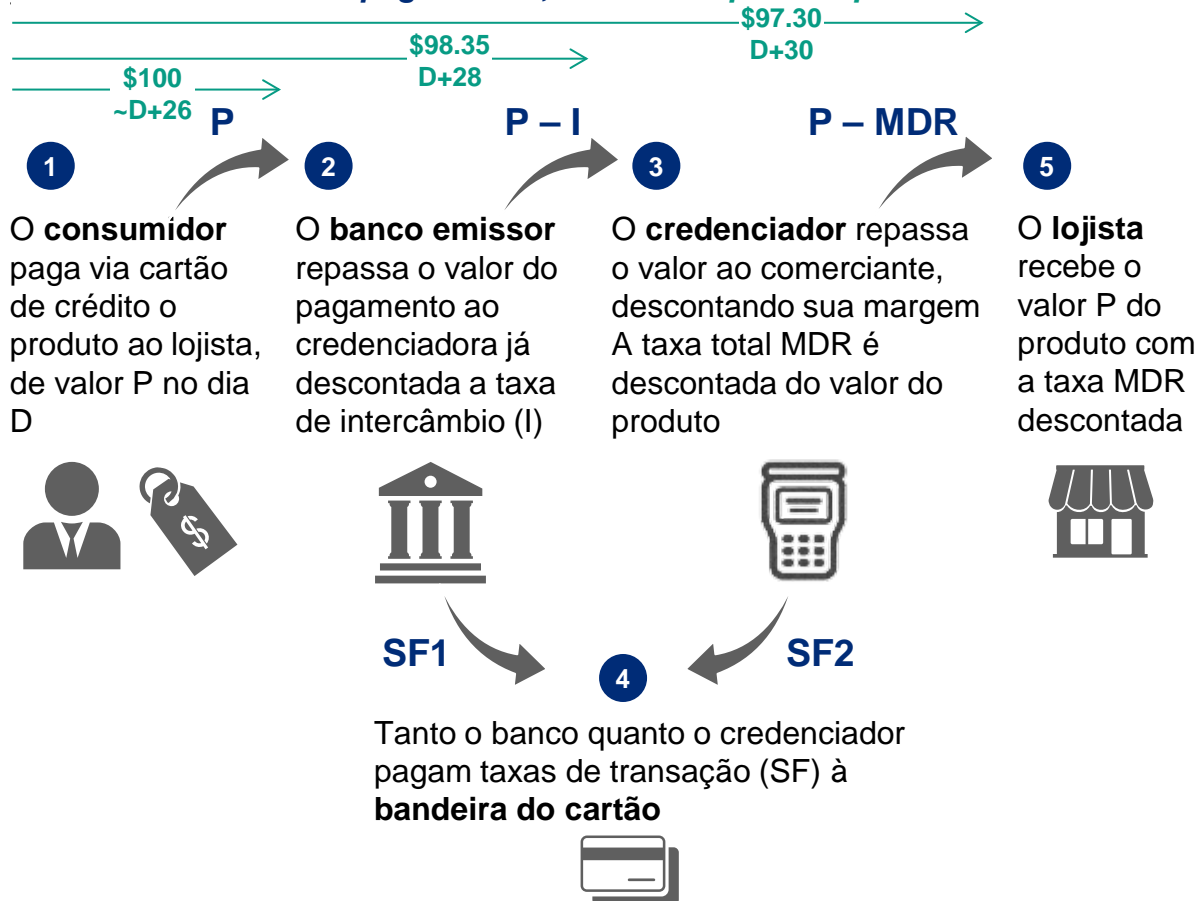 $97.30
D+30
$98.35
D+28
$100
~D+26
P
P – I
P – MDR
1
2
3
5
O consumídor
paga via cartão
de crédito o
produto ao lojista,
de valor P no dia
D
O banco emissor
repassa o valor do
pagamento ao
credenciadora já
descontada a taxa
de intercâmbio (I)
O credenciador repassa
o valor ao comerciante,
descontando sua margem
A taxa total MDR é
descontada do valor do
produto
O lojista
recebe o
valor P do
produto com
a taxa MDR
descontada
$
SF1
SF2
4
Tanto o banco quanto o credenciador
pagam taxas de transação (SF) à
bandeira do cartão